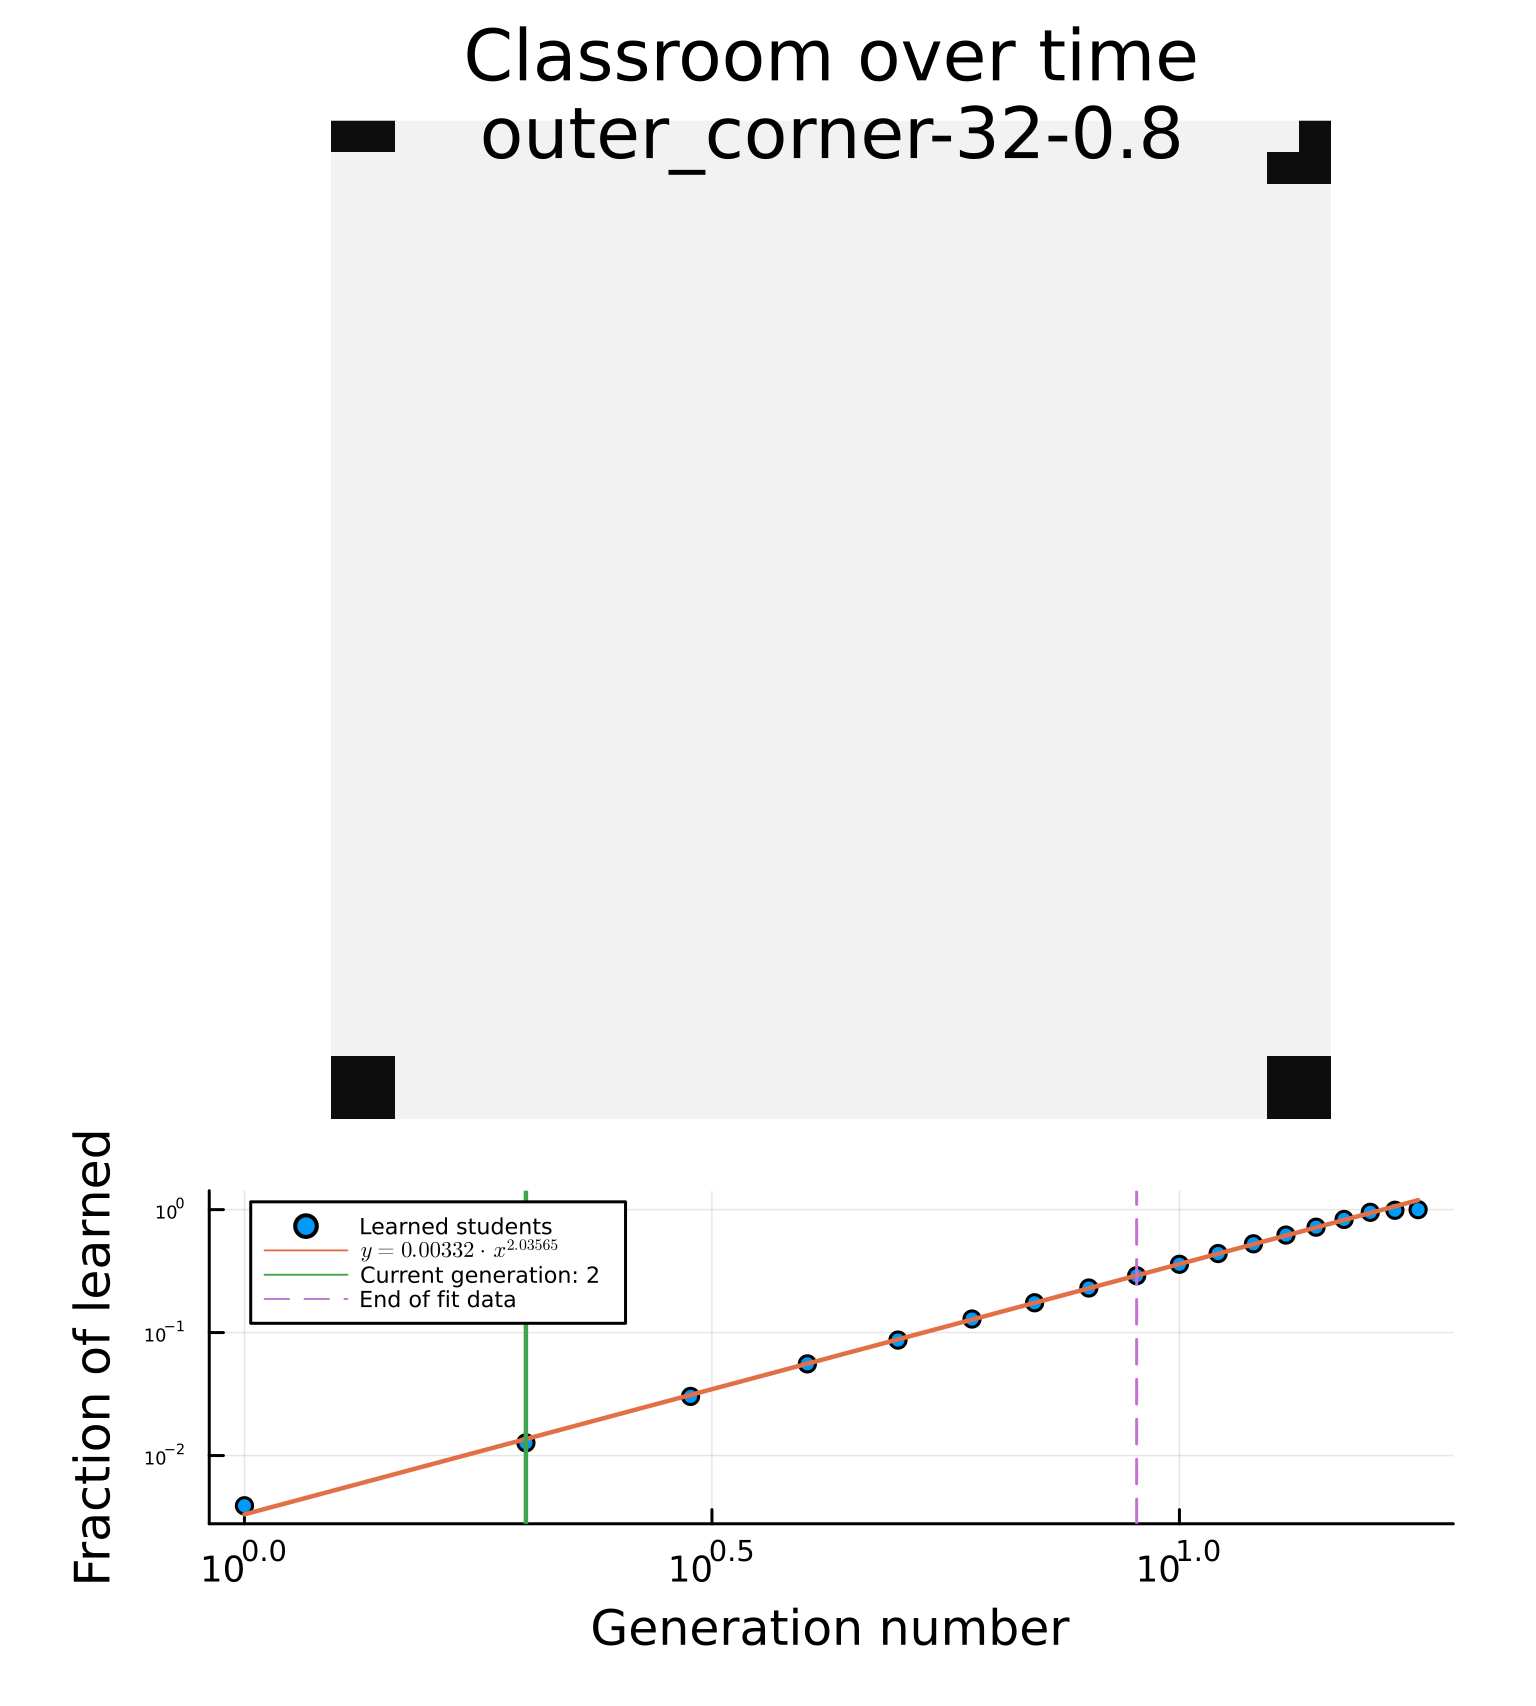 Classroom over time
outer_corner-32-0.8
Fraction of learned
10^0
10^−1
10^−2
Learned students
y = 0.00332 · x^2.03565
Current generation: 2
End of fit data
10^0.0
10^0.5
10^1.0
Generation number